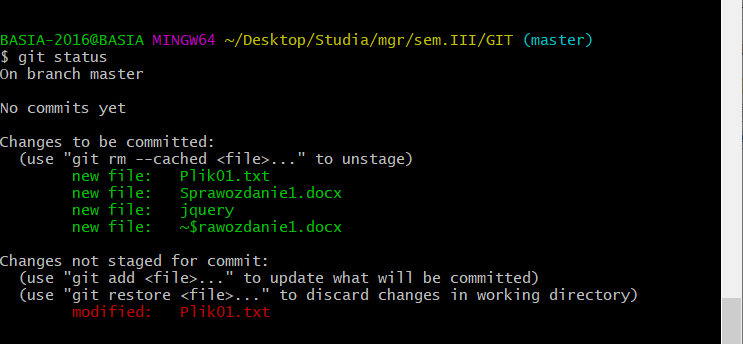 BASIA-2016@BASIA MINGW64 ~/Desktop/Studia/mgr/sem.III/GIT (master)
$ git status
On branch master
No commits yet
Changes to be committed:
(use "git rm --cached <file>..." to unstage)
new file: Plik01.txt
new file: Sprawozdanie1.docx
new file: jquery
new file: ~$rawozdanie1.docx
Changes not staged for commit:
(use "git add <file>..." to update what will be committed)
(use "git restore <file>..." to discard changes in working directory)
modified: Plik01.txt